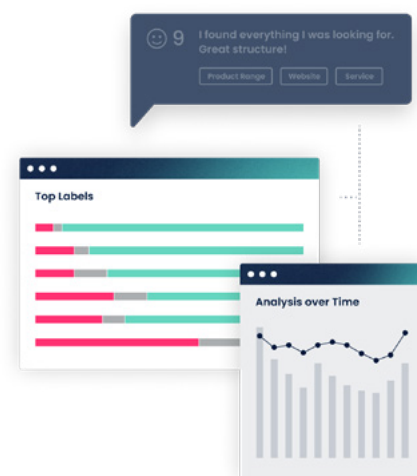 9
I found everything I was looking for.
Great structure!
Product Range Website Service
Top Labels
Analysis over Time